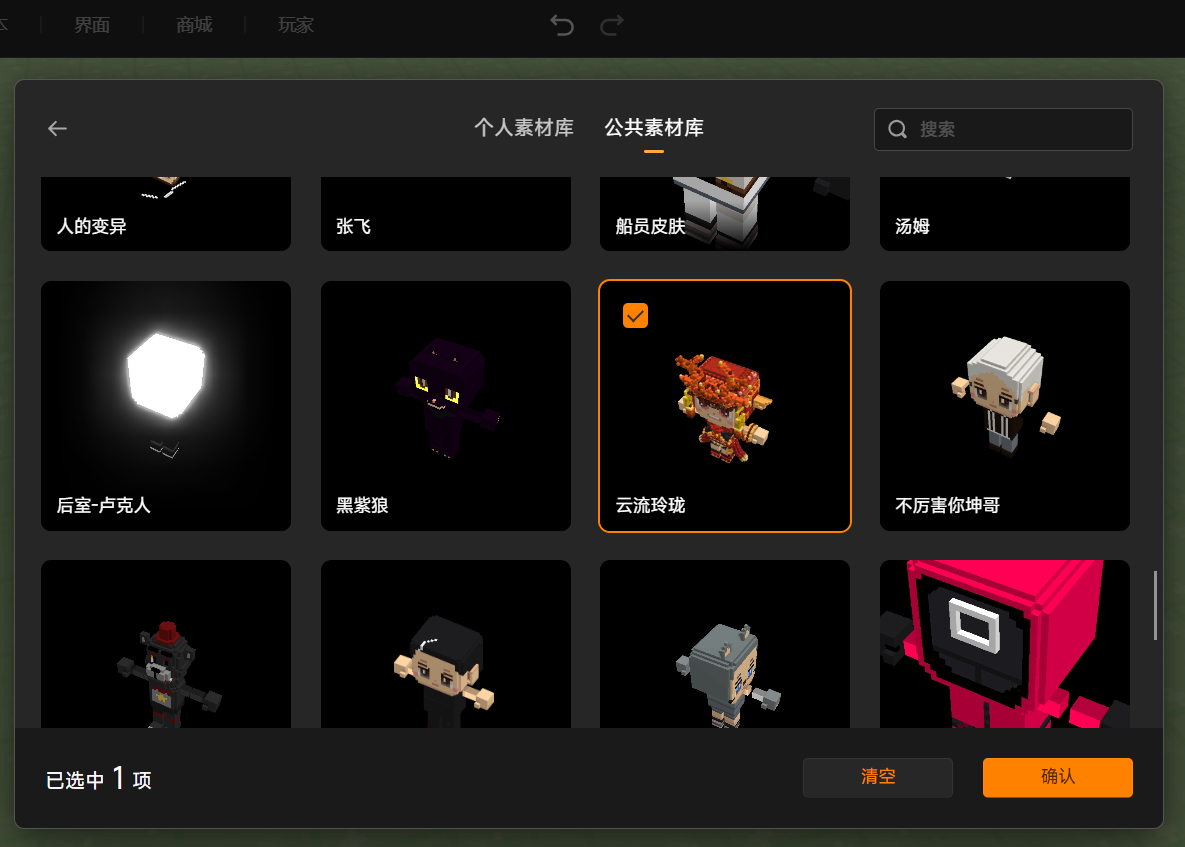 本
界面
商城
玩家
个人素材库
公共素材库
搜索
人的变异
张飞
船员皮肤
汤姆
后室-卢克人
黑紫狼
云流玲珑
不厉害你坤哥
已选中 1 项
清空
确认